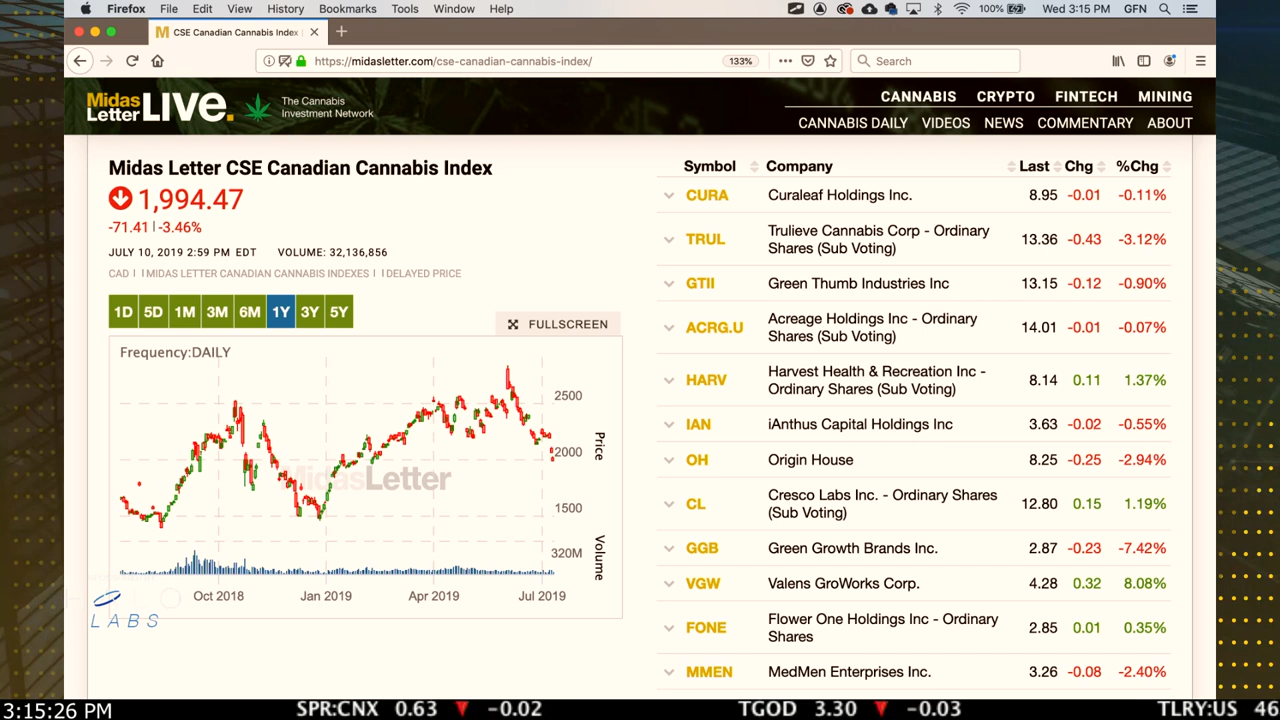 Firefox File Edit View History Bookmarks Tools Window Help 100% Wed 3:15 PM GFN
M CSE Canadian Cannabis Index
https://midasletter.com/cse-canadian-cannabis-index/ 133% Search
Midas Letter LIVE. The Cannabis Investment Network
CANNABIS CRYPTO FINTECH MINING
CANNABIS DAILY VIDEOS NEWS COMMENTARY ABOUT
Midas Letter CSE Canadian Cannabis Index
1,994.47
-71.41 | -3.46%
JULY 10, 2019 2:59 PM EDT VOLUME: 32,136,856
CAD | | MIDAS LETTER CANADIAN CANNABIS INDEXES | | DELAYED PRICE
1D 5D 1M 3M 6M 1Y 3Y 5Y
FULLSCREEN
Frequency:DAILY
2500
2000
1500
Price
MidasLetter
320M
Volume
Oct 2018 Jan 2019 Apr 2019 Jul 2019
LABS
Symbol Company Last Chg %Chg
CURA Curaleaf Holdings Inc. 8.95 -0.01 -0.11%
TRUL Trulieve Cannabis Corp - Ordinary
Shares (Sub Voting) 13.36 -0.43 -3.12%
GTII Green Thumb Industries Inc 13.15 -0.12 -0.90%
ACRG.U Acreage Holdings Inc - Ordinary
Shares (Sub Voting) 14.01 -0.01 -0.07%
HARV Harvest Health & Recreation Inc -
Ordinary Shares (Sub Voting) 8.14 0.11 1.37%
IAN iAnthus Capital Holdings Inc 3.63 -0.02 -0.55%
OH Origin House 8.25 -0.25 -2.94%
CL Cresco Labs Inc. - Ordinary Shares
(Sub Voting) 12.80 0.15 1.19%
GGB Green Growth Brands Inc. 2.87 -0.23 -7.42%
VGW Valens GroWorks Corp. 4.28 0.32 8.08%
FONE Flower One Holdings Inc - Ordinary
Shares 2.85 0.01 0.35%
MMEN MedMen Enterprises Inc. 3.26 -0.08 -2.40%
3:15:26 PM SPR:CNX 0.63 -0.02 TGOD 3.30 -0.03 TLRY:US 46